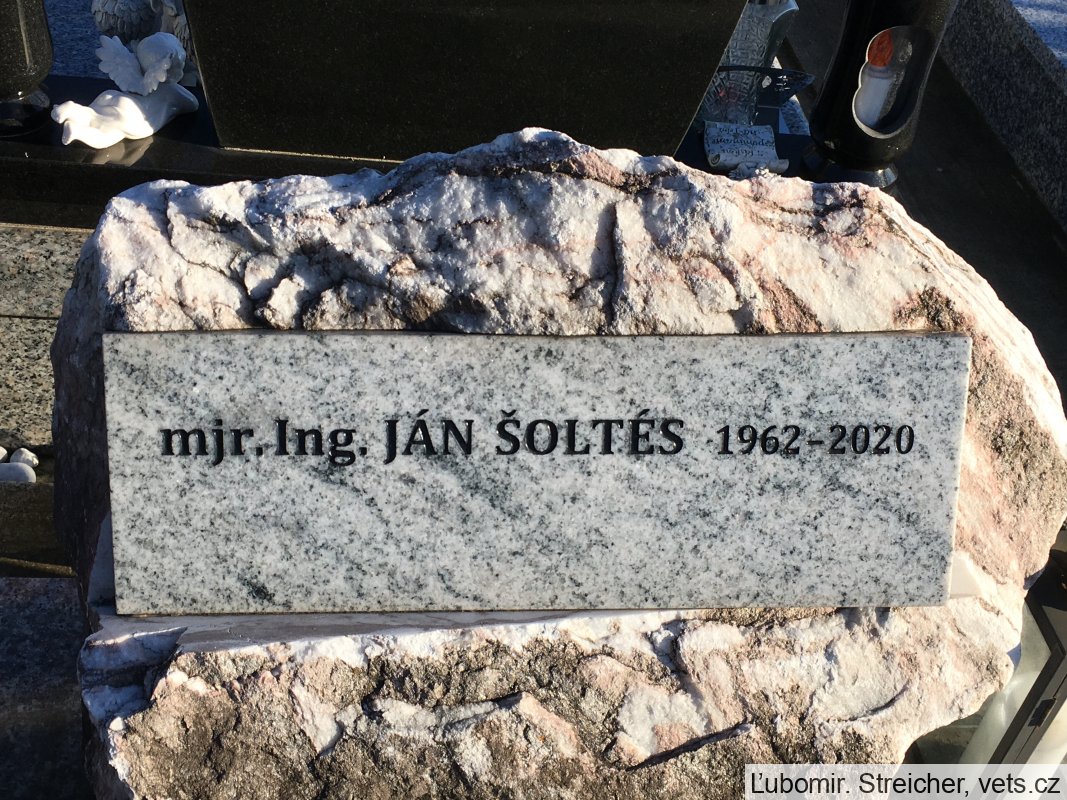 mjr. Ing. JÁN ŠOLTÉS 1962-2020
Ľubomir. Streicher, vets.cz